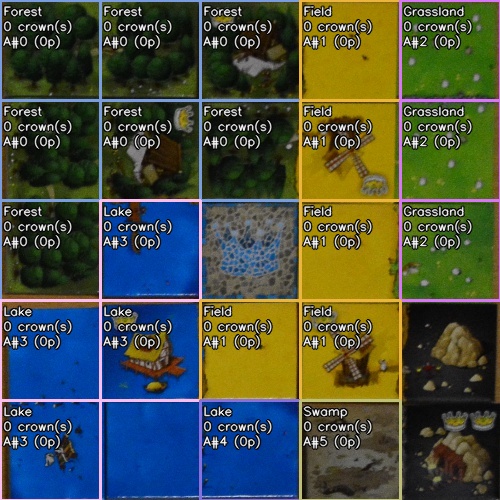 Forest
0 crown(s)
A#0 (0p)
Forest
0 crown(s)
A#0 (0p)
Forest
0 crown(s)
A#0 (0p)
Field
0 crown(s)
A#1 (0p)
Grassland
0 crown(s)
A#2 (0p)
Forest
0 crown(s)
A#0 (0p)
Forest
0 crown(s)
A#0 (0p)
Forest
0 crown(s)
A#0 (0p)
Field
0 crown(s)
A#1 (0p)
Grassland
0 crown(s)
A#2 (0p)
Forest
0 crown(s)
A#0 (0p)
Lake
0 crown(s)
A#3 (0p)
Field
0 crown(s)
A#1 (0p)
Grassland
0 crown(s)
A#2 (0p)
Lake
0 crown(s)
A#3 (0p)
Lake
0 crown(s)
A#3 (0p)
Field
0 crown(s)
A#1 (0p)
Field
0 crown(s)
A#1 (0p)
Lake
0 crown(s)
A#3 (0p)
Lake
0 crown(s)
A#4 (0p)
Swamp
0 crown(s)
A#5 (0p)